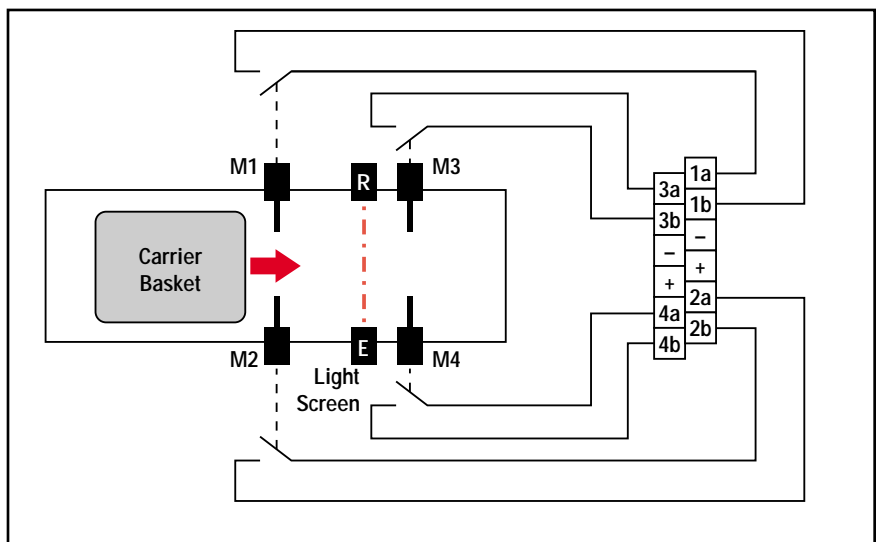 M1
R
M3
Carrier
Basket
M2
E
M4
Light
Screen
3a
3b
–
+
4a
4b
1a
1b
–
+
2a
2b